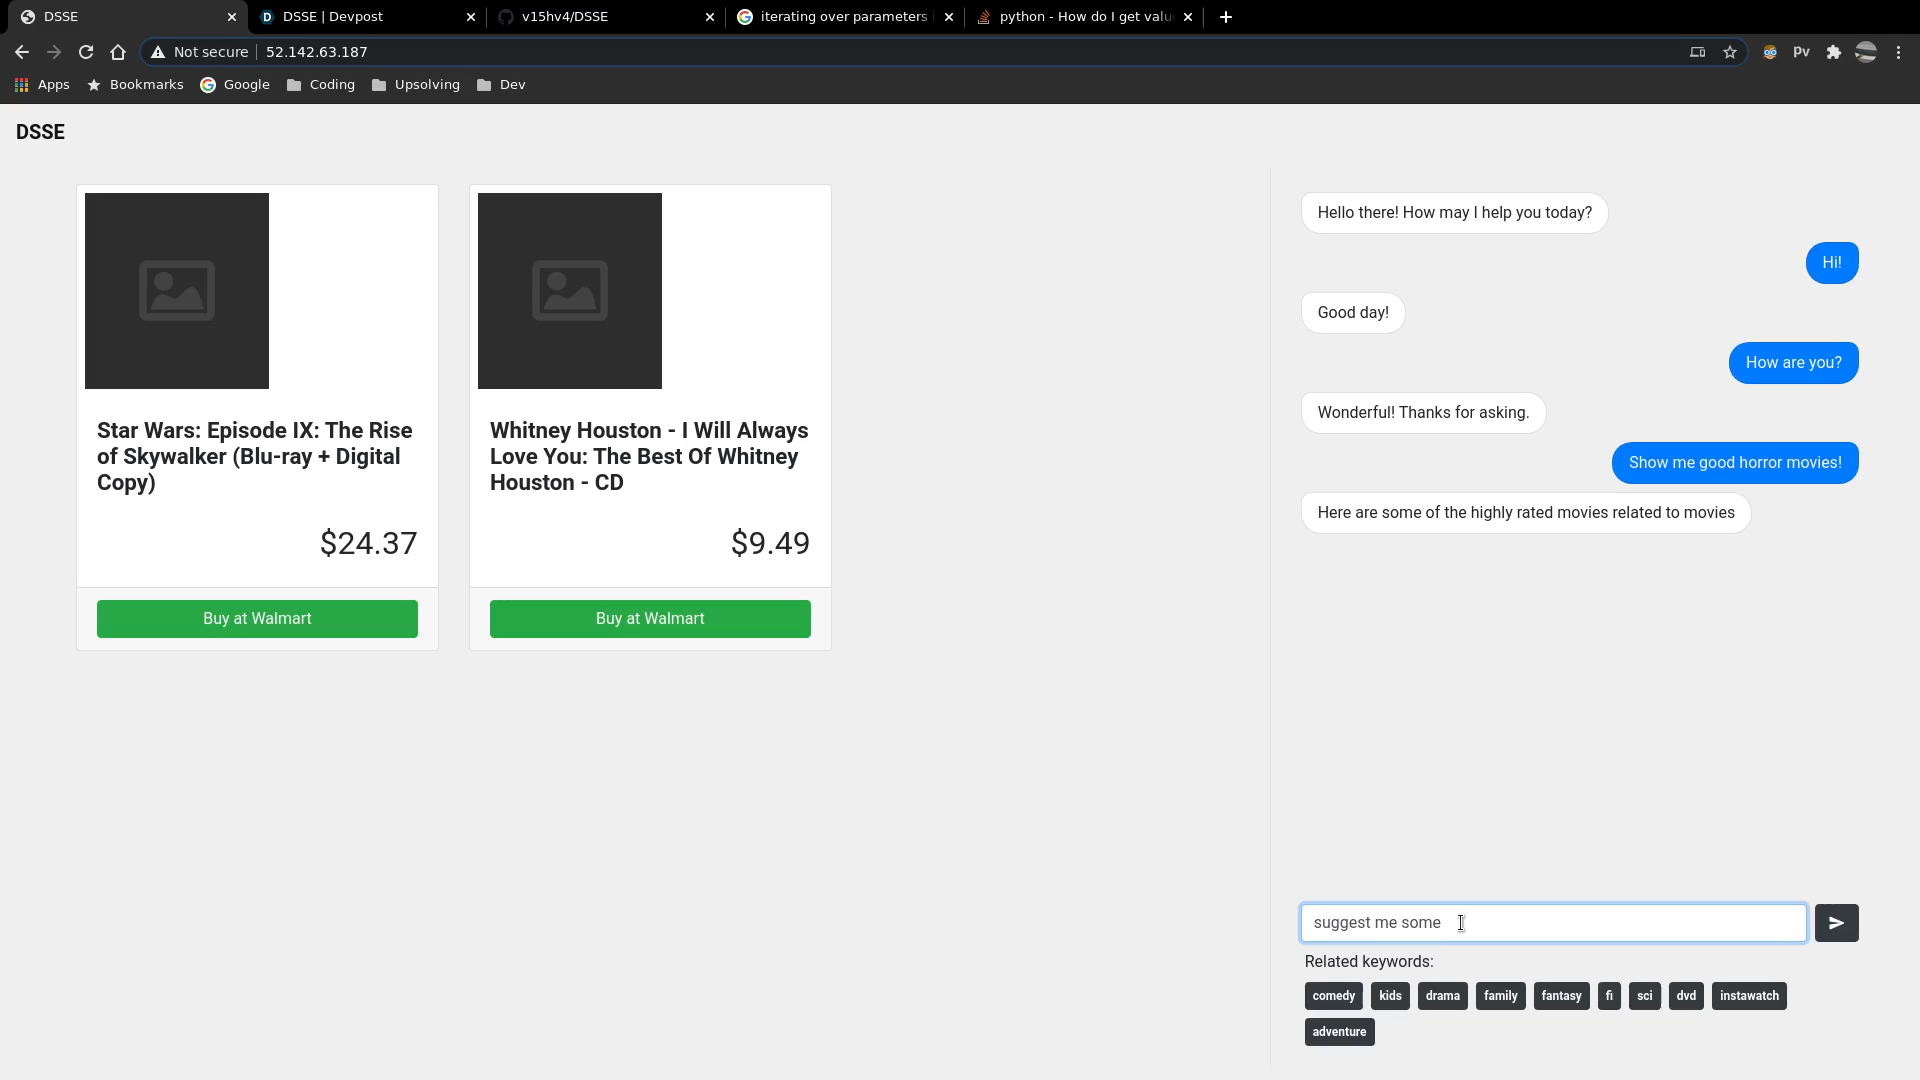 DSSE
DSSE | Devpost
v15hv4/DSSE
iterating over parameters
python - How do I get valu
Not secure
52.142.63.187
PV
Apps
Bookmarks
Google
Coding
Upsolving
Dev
DSSE
Star Wars: Episode IX: The Rise
of Skywalker (Blu-ray + Digital
Copy)
$24.37
Buy at Walmart
Whitney Houston - I Will Always
Love You: The Best Of Whitney
Houston - CD
$9.49
Buy at Walmart
Hello there! How may I help you today?
Hi!
Good day!
How are you?
Wonderful! Thanks for asking.
Show me good horror movies!
Here are some of the highly rated movies related to movies
suggest me some
Related keywords:
comedy kids drama family fantasy fi sci dvd instawatch
adventure